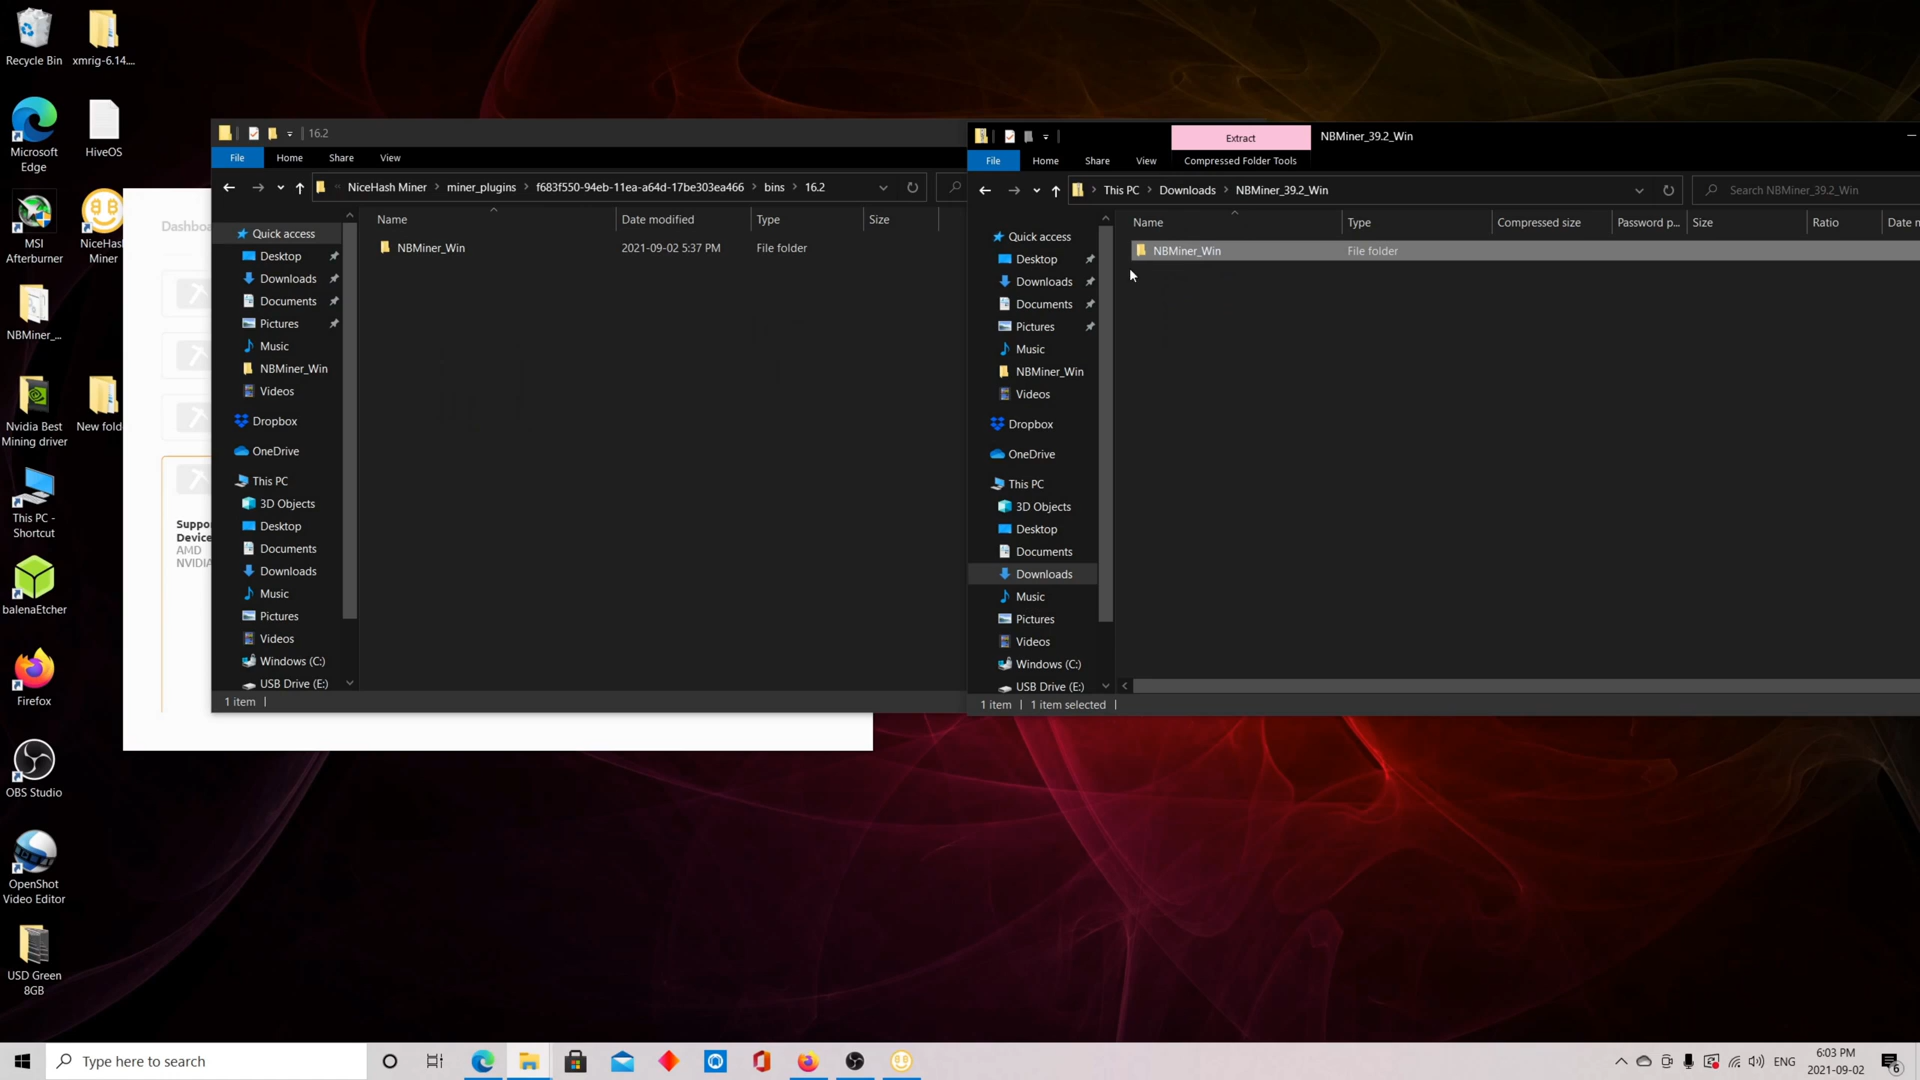 Recycle Bin
xmrig-6.14....
Microsoft
Edge
HiveOS
MSI
Afterburner
NiceHash
Miner
NBMiner_...
Nvidia Best
Mining driver
New fold
This PC -
Shortcut
balenaEtcher
Firefox
OBS Studio
OpenShot
Video Editor
USD Green
8GB
Dashboa
Suppo
Device
AMD
NVIDIA
16.2
File
Home
Share
View
NiceHash Miner
miner_plugins
f683f550-94eb-11ea-a64d-17be303ea466
bins
16.2
Name
Date modified
Type
Size
NBMiner_Win
2021-09-02 5:37 PM
File folder
Quick access
Desktop
Downloads
Documents
Pictures
Music
NBMiner_Win
Videos
Dropbox
OneDrive
This PC
3D Objects
Desktop
Documents
Downloads
Music
Pictures
Videos
Windows (C:)
USB Drive (E:)
1 item
Extract
NBMiner_39.2_Win
File
Home
Share
View
Compressed Folder Tools
This PC
Downloads
NBMiner_39.2_Win
Search NBMiner_39.2_Win
Name
Type
Compressed size
Password p...
Size
Ratio
Date n
NBMiner_Win
File folder
Quick access
Desktop
Downloads
Documents
Pictures
Music
NBMiner_Win
Videos
Dropbox
OneDrive
This PC
3D Objects
Desktop
Documents
Downloads
Music
Pictures
Videos
Windows (C:)
USB Drive (E:)
1 item
1 item selected
Type here to search
ENG
6:03 PM
2021-09-02
6